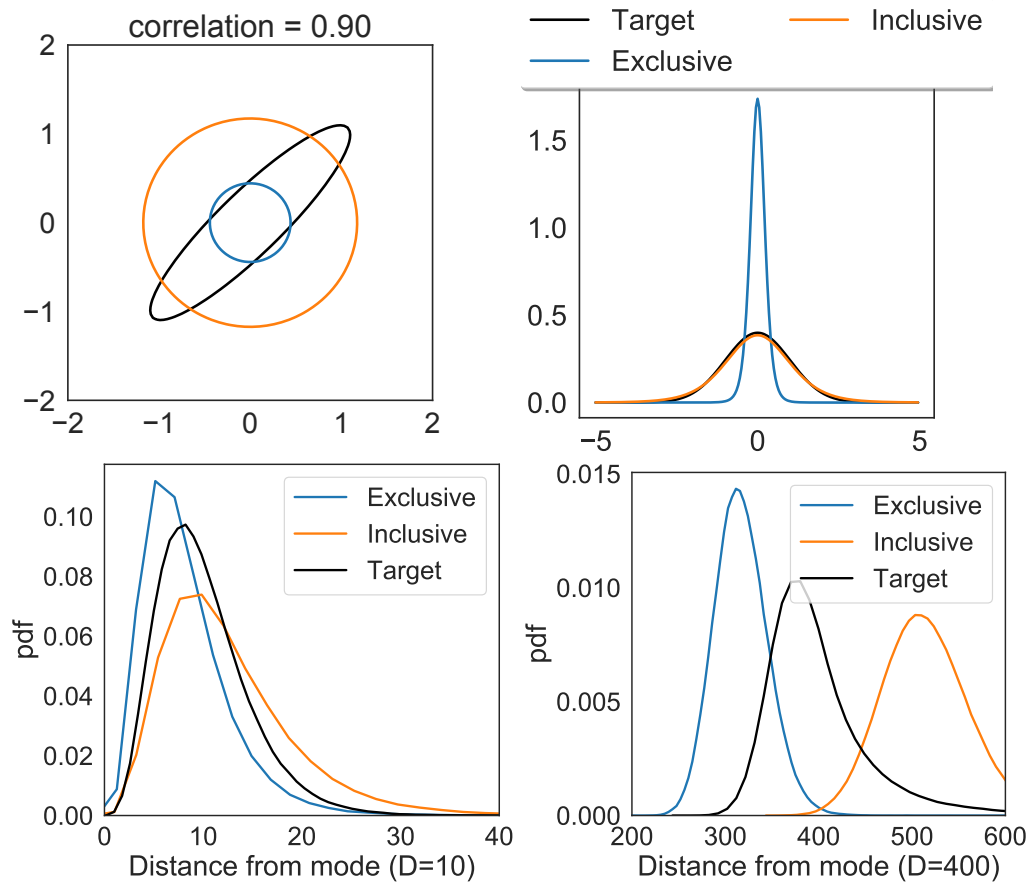 correlation = 0.90
2
1
0
−1
−2
−2 −1 0 1 2
Target Inclusive
Exclusive
1.5
1.0
0.5
0.0
−5 0 5
0.10
0.08
0.06
0.04
0.02
0.00
pdf
Exclusive
Inclusive
Target
0 10 20 30 40
Distance from mode (D=10)
0.015
0.010
0.005
0.000
pdf
Exclusive
Inclusive
Target
200 300 400 500 600
Distance from mode (D=400)